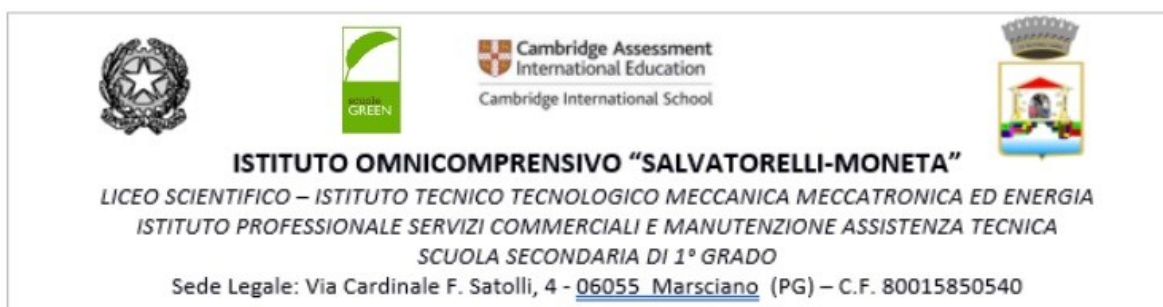 scuola
GREEN
Cambridge Assessment
International Education
Cambridge International School
ISTITUTO OMNICOMPRENSIVO “SALVATORELLI-MONETA”
LICEO SCIENTIFICO – ISTITUTO TECNICO TECNOLOGICO MECCANICA MECCATRONICA ED ENERGIA
ISTITUTO PROFESSIONALE SERVIZI COMMERCIALI E MANUTENZIONE ASSISTENZA TECNICA
SCUOLA SECONDARIA DI 1° GRADO
Sede Legale: Via Cardinale F. Satolli, 4 - 06055 Marsciano (PG) – C.F. 80015850540